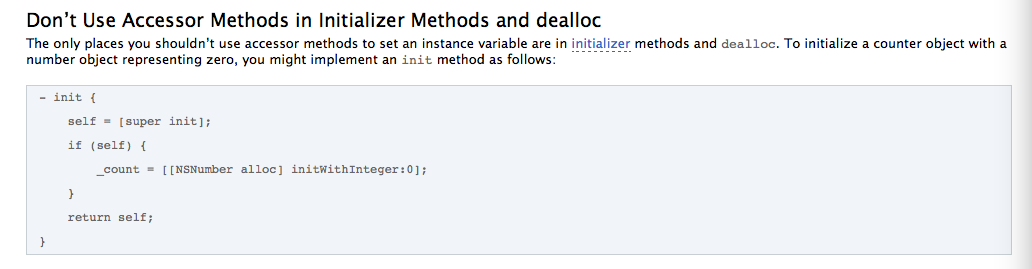 Don’t Use Accessor Methods in Initializer Methods and dealloc
The only places you shouldn’t use accessor methods to set an instance variable are in initializer methods and dealloc. To initialize a counter object with a
number object representing zero, you might implement an init method as follows:
- init {
    self = [super init];
    if (self) {
        _count = [[NSNumber alloc] initWithInteger:0];
    }
    return self;
}